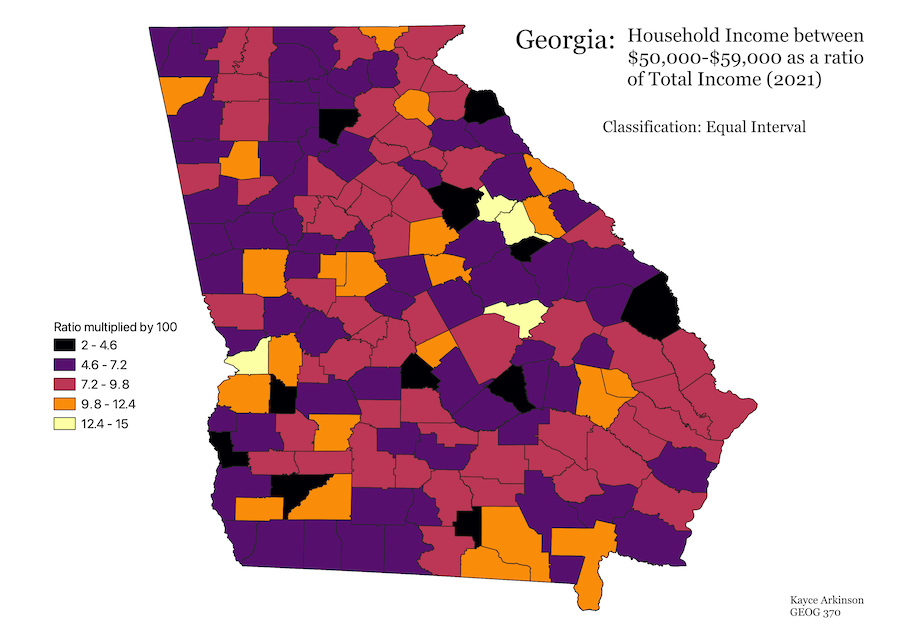 Georgia: Household Income between
$50,000-$59,000 as a ratio
of Total Income (2021)
Classification: Equal Interval
Ratio multiplied by 100
2 - 4.6
4.6 - 7.2
7.2 - 9.8
9.8 - 12.4
12.4 - 15
Kayce Arkinson
GEOG 370